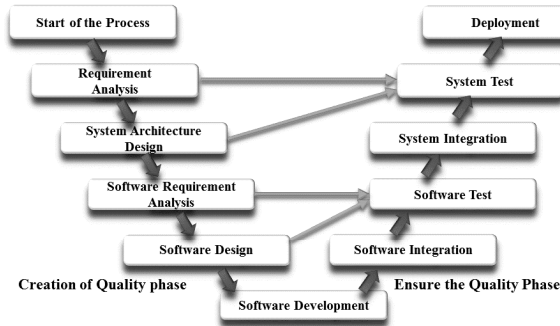 Start of the Process
Deployment
Requirement
Analysis
System Test
System Architecture
Design
System Integration
Software Requirement
Analysis
Software Test
Software Design
Software Integration
Creation of Quality phase
Ensure the Quality Phase
Software Development